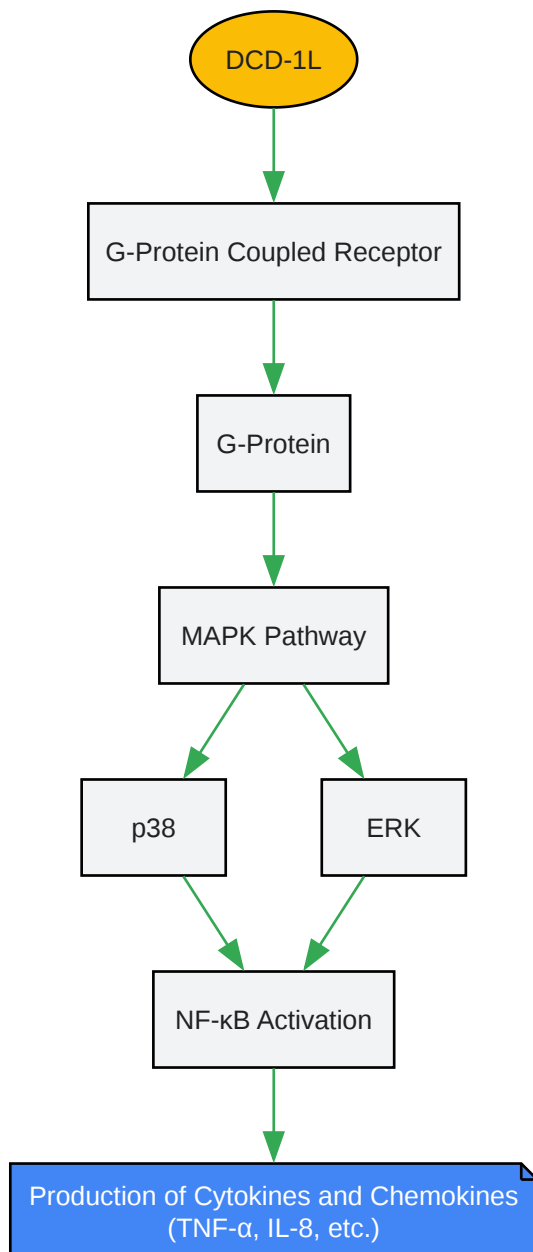 DCD-1L
G-Protein Coupled Receptor
G-Protein
MAPK Pathway
p38
ERK
NF-κB Activation
Production of Cytokines and Chemokines
(TNF-α, IL-8, etc.)